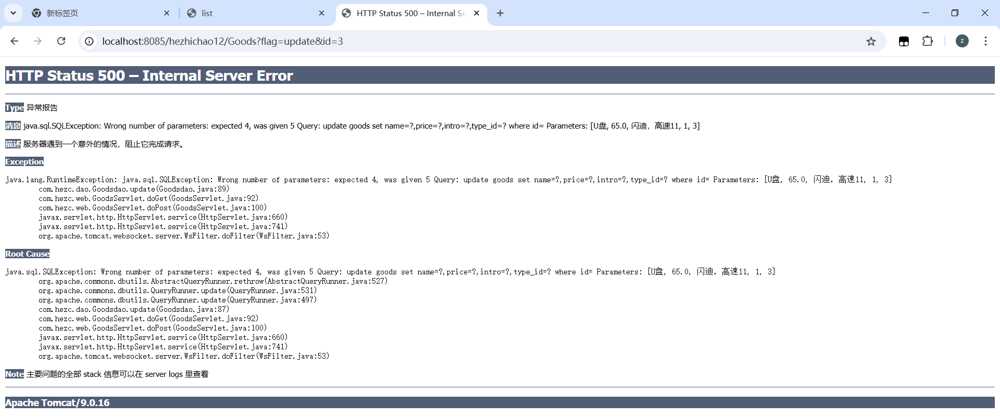 新标签页
list
HTTP Status 500 – Internal Se
localhost:8085/hezhichao12/Goods?flag=update&id=3
z
HTTP Status 500 – Internal Server Error
Type 异常报告
消息 java.sql.SQLException: Wrong number of parameters: expected 4, was given 5 Query: update goods set name=?,price=?,intro=?,type_id=? where id= Parameters: [U盘, 65.0, 闪迪，高速11, 1, 3]
描述 服务器遇到一个意外的情况，阻止它完成请求。
Exception
java.lang.RuntimeException: java.sql.SQLException: Wrong number of parameters: expected 4, was given 5 Query: update goods set name=?,price=?,intro=?,type_id=? where id= Parameters: [U盘, 65.0, 闪迪，高速11, 1, 3]
com.hezc.dao.Goodsdao.update(Goodsdao.java:89)
com.hezc.web.GoodsServlet.doGet(GoodsServlet.java:92)
com.hezc.web.GoodsServlet.doPost(GoodsServlet.java:100)
javax.servlet.http.HttpServlet.service(HttpServlet.java:660)
javax.servlet.http.HttpServlet.service(HttpServlet.java:741)
org.apache.tomcat.websocket.server.WsFilter.doFilter(WsFilter.java:53)
Root Cause
java.sql.SQLException: Wrong number of parameters: expected 4, was given 5 Query: update goods set name=?,price=?,intro=?,type_id=? where id= Parameters: [U盘, 65.0, 闪迪，高速11, 1, 3]
org.apache.commons.dbutils.AbstractQueryRunner.rethrow(AbstractQueryRunner.java:527)
org.apache.commons.dbutils.QueryRunner.update(QueryRunner.java:531)
org.apache.commons.dbutils.QueryRunner.update(QueryRunner.java:497)
com.hezc.dao.Goodsdao.update(Goodsdao.java:87)
com.hezc.web.GoodsServlet.doGet(GoodsServlet.java:92)
com.hezc.web.GoodsServlet.doPost(GoodsServlet.java:100)
javax.servlet.http.HttpServlet.service(HttpServlet.java:660)
javax.servlet.http.HttpServlet.service(HttpServlet.java:741)
org.apache.tomcat.websocket.server.WsFilter.doFilter(WsFilter.java:53)
Note 主要问题的全部 stack 信息可以在 server logs 里查看
Apache Tomcat/9.0.16